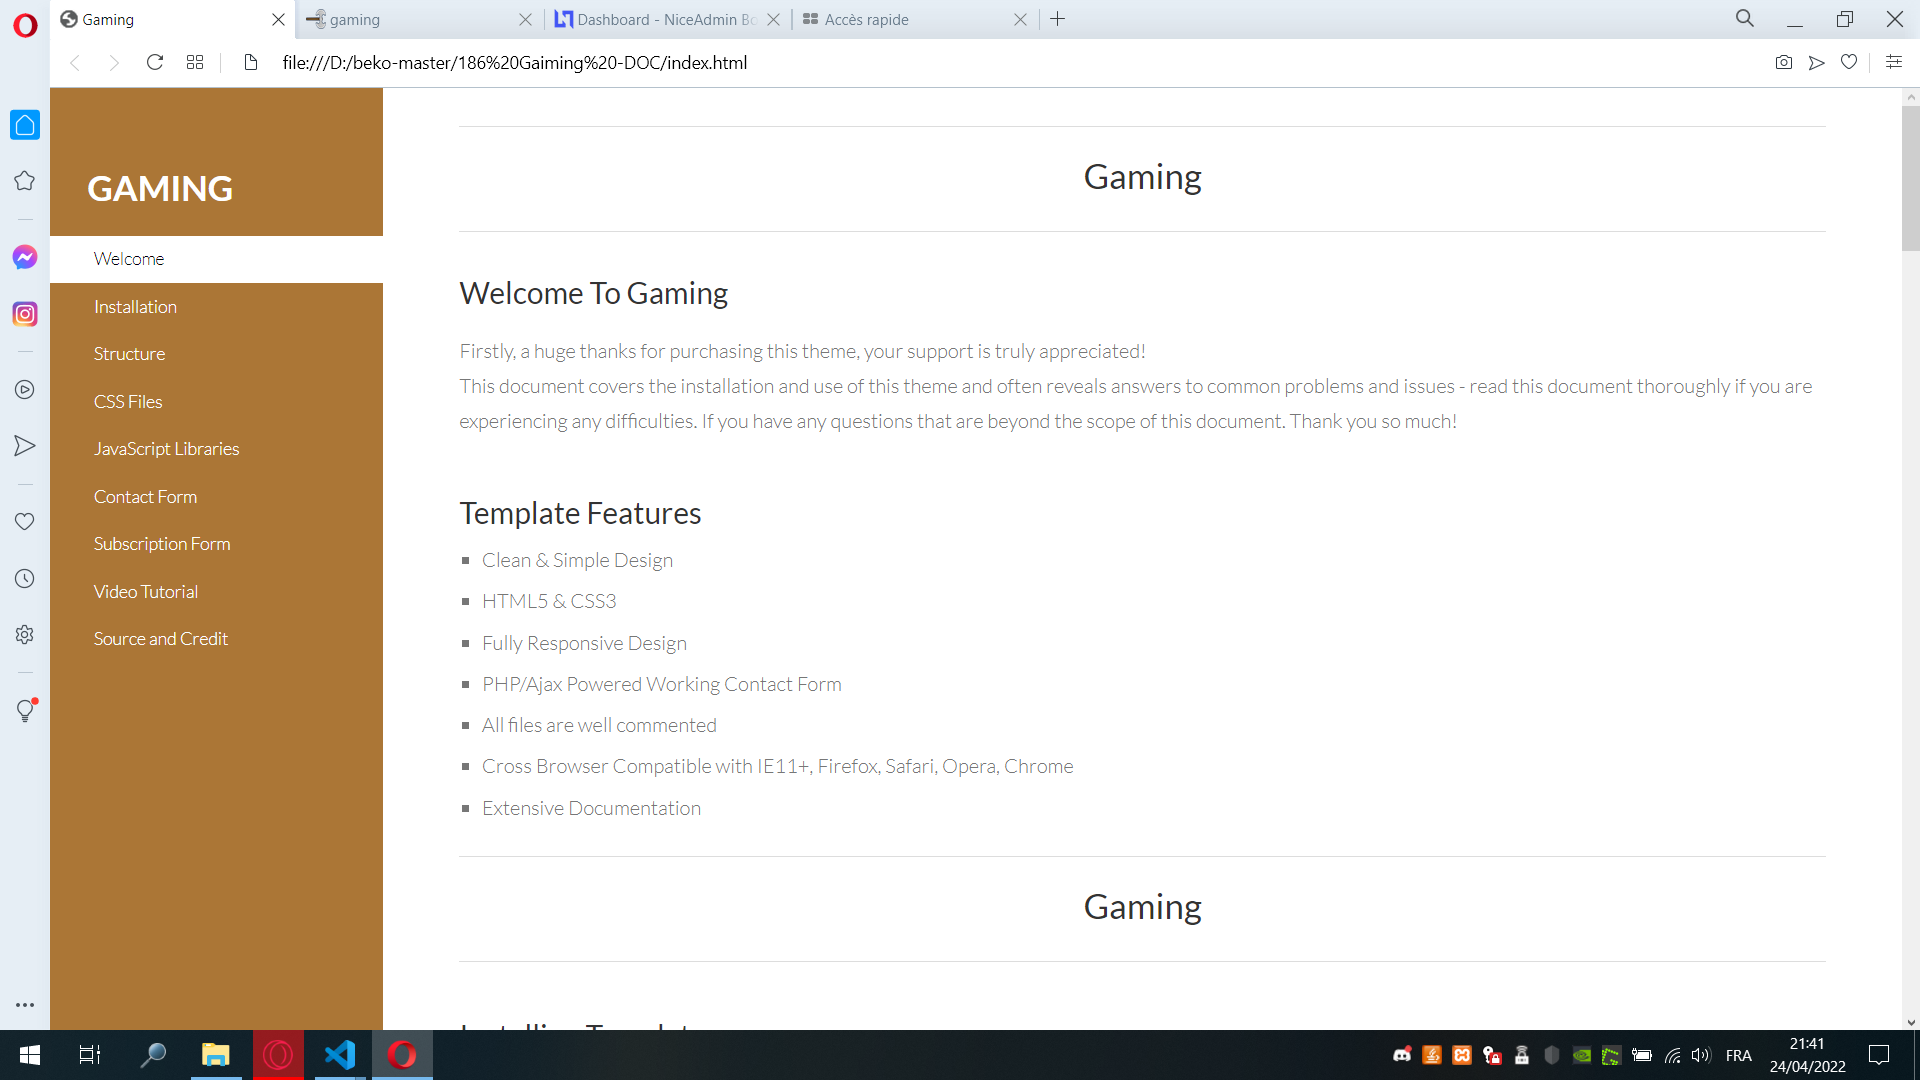 Gaming
gaming
Dashboard - NiceAdmin Bo
Accès rapide
file:///D:/beko-master/186%20Gaiming%20-DOC/index.html
GAMING
Welcome
Installation
Structure
CSS Files
JavaScript Libraries
Contact Form
Subscription Form
Video Tutorial
Source and Credit
Gaming
Welcome To Gaming
Firstly, a huge thanks for purchasing this theme, your support is truly appreciated!
This document covers the installation and use of this theme and often reveals answers to common problems and issues - read this document thoroughly if you are
experiencing any difficulties. If you have any questions that are beyond the scope of this document. Thank you so much!
Template Features
Clean & Simple Design
HTML5 & CSS3
Fully Responsive Design
PHP/Ajax Powered Working Contact Form
All files are well commented
Cross Browser Compatible with IE11+, Firefox, Safari, Opera, Chrome
Extensive Documentation
Gaming
FRA
21:41
24/04/2022